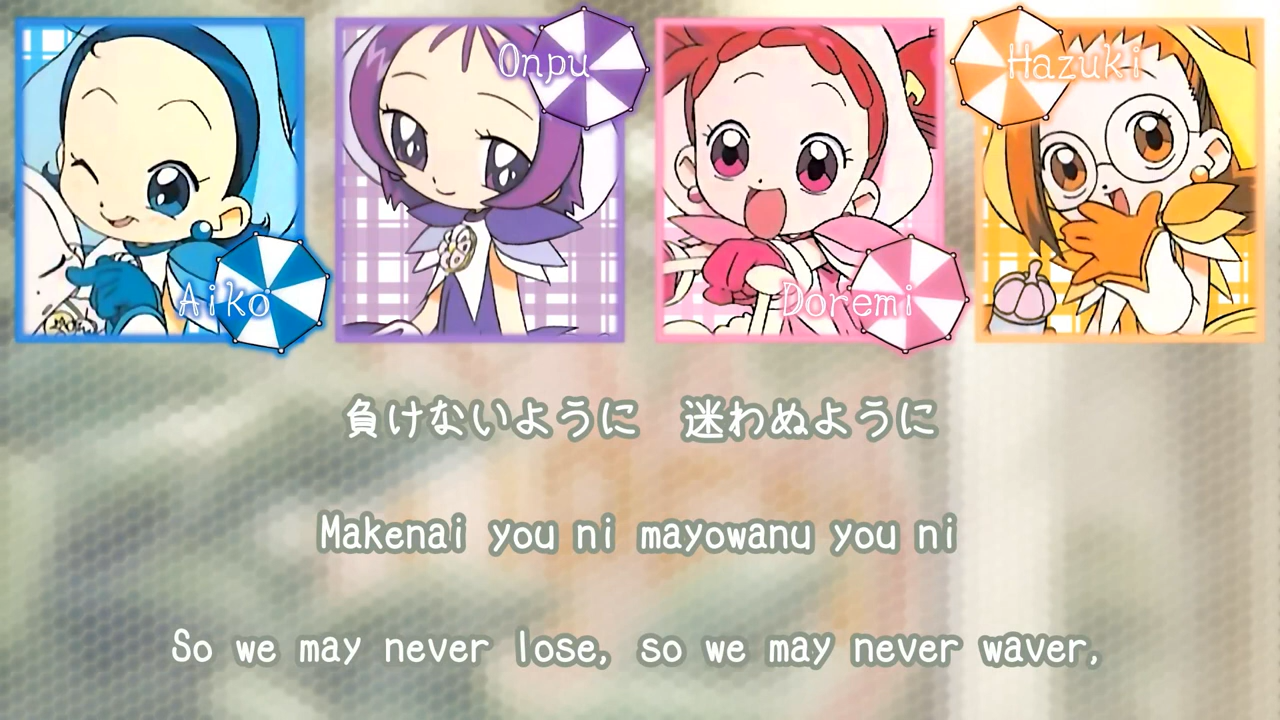 Onpu
Hazuki
Aiko
Doremi
負けないように　迷わぬように
Makenai you ni mayowanu you ni
So we may never lose, so we may never waver,